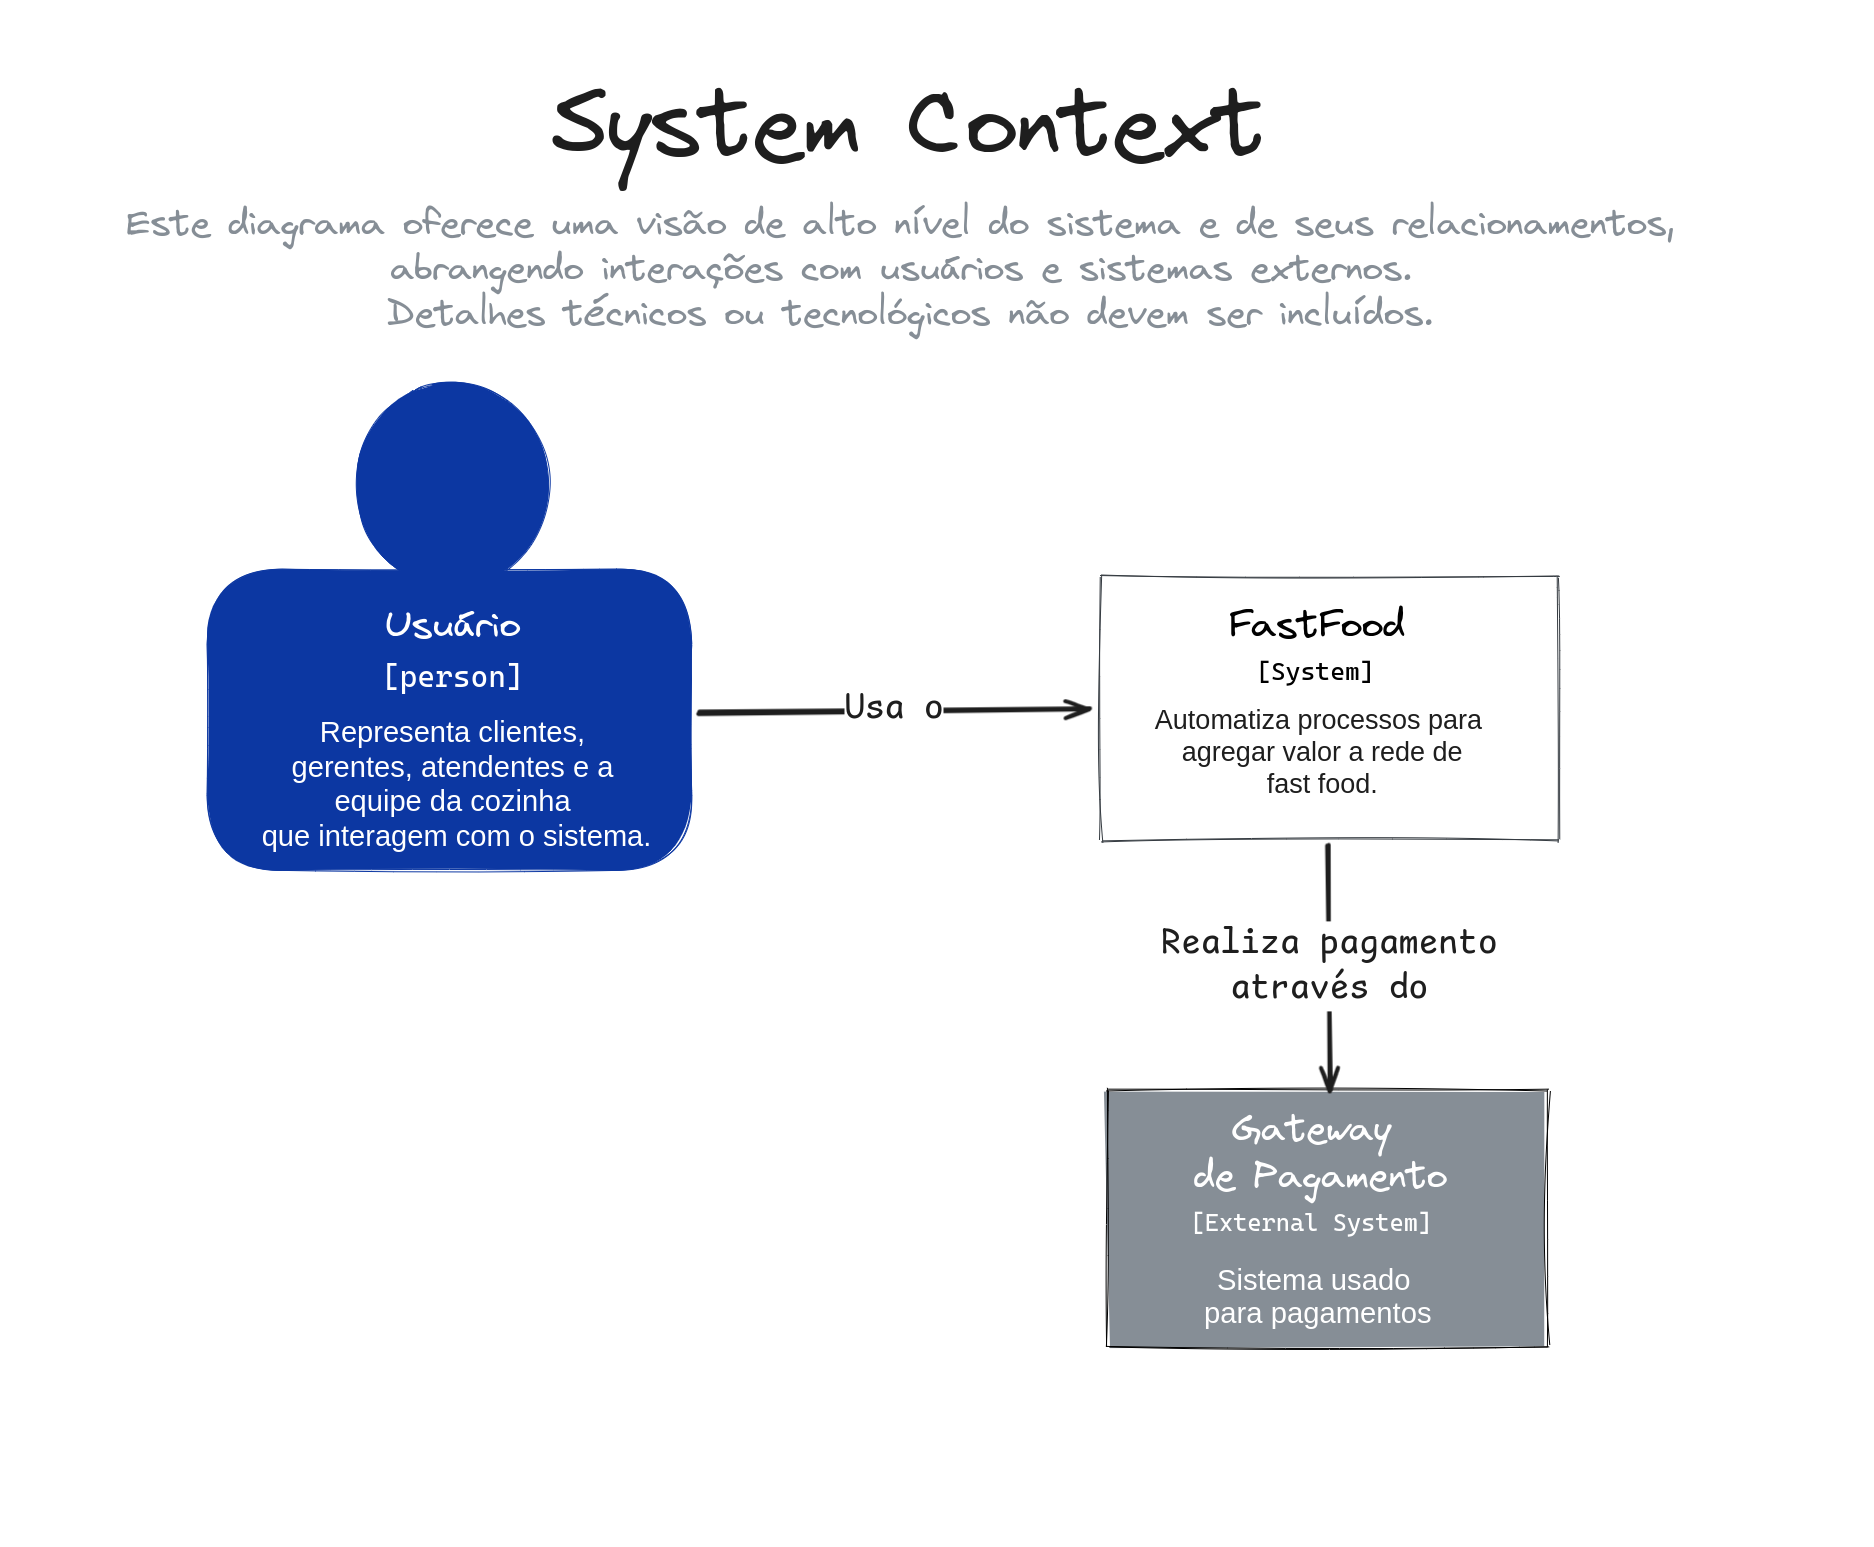 System Context
Este diagrama oferece uma visão de alto nível do sistema e de seus relacionamentos,
abrangendo interações com usuários e sistemas externos.
Detalhes técnicos ou tecnológicos não devem ser incluídos.
Usuário
[person]
Representa clientes,
gerentes, atendentes e a
equipe da cozinha
que interagem com o sistema.
Usa o
FastFood
[System]
Automatiza processos para
agregar valor a rede de
fast food.
Realiza pagamento
através do
Gateway
de Pagamento
[External System]
Sistema usado
para pagamentos